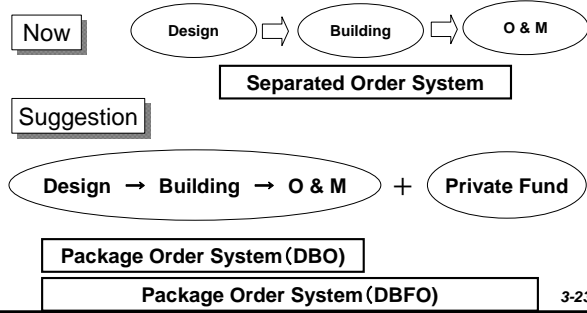 Now
Design ⇨ Building ⇨ O & M
Separated Order System
Suggestion
Design → Building → O & M + Private Fund
Package Order System（DBO）
Package Order System（DBFO）
3-23